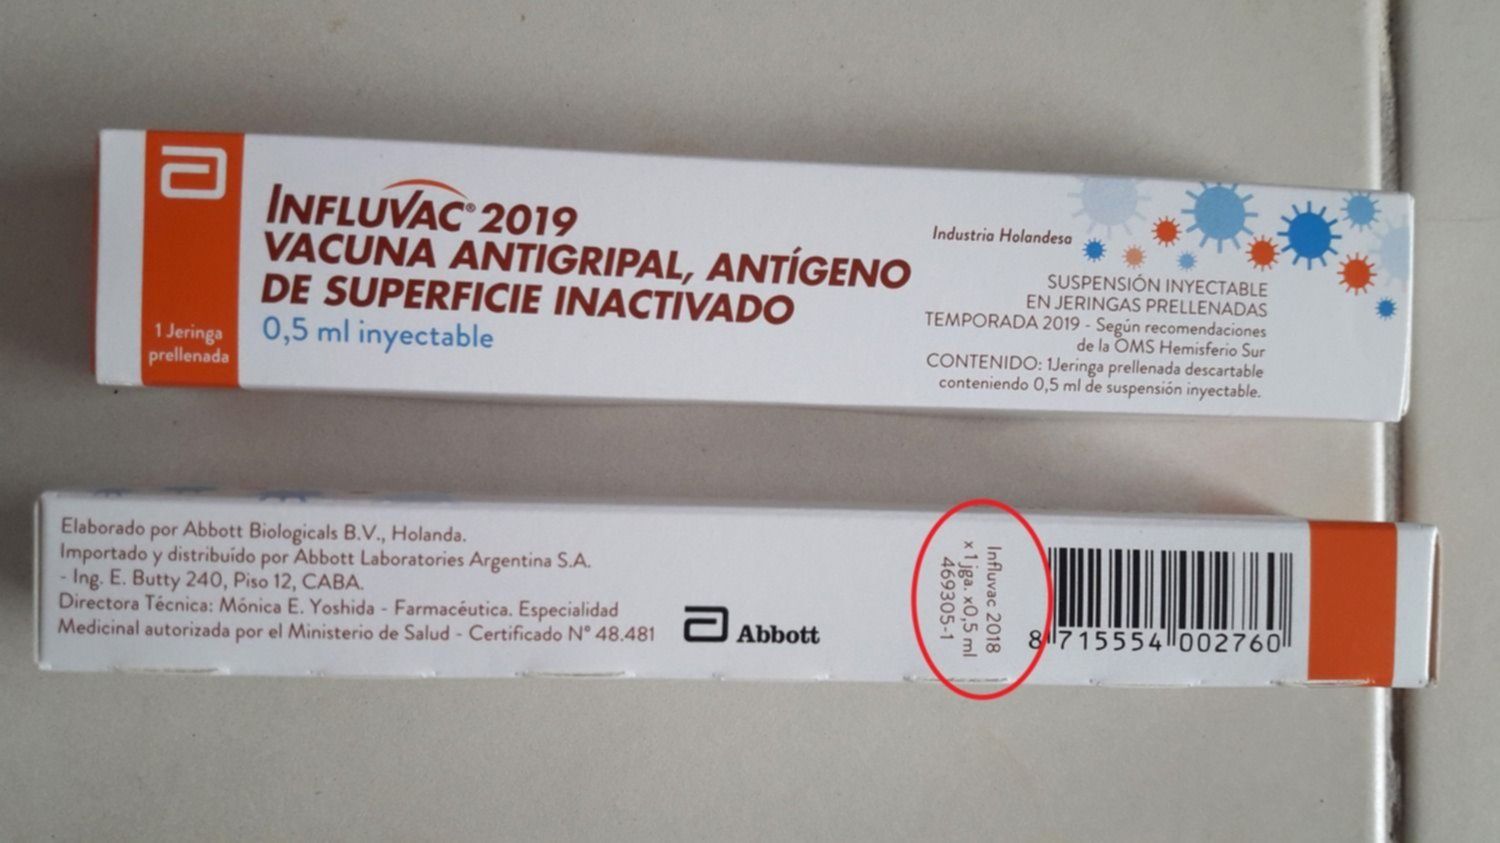 INFLUVAC® 2019
VACUNA ANTIGRIPAL, ANTÍGENO
DE SUPERFICIE INACTIVADO
0,5 ml inyectable
1 Jeringa
prellenada
Industria Holandesa
SUSPENSIÓN INYECTABLE
EN JERINGAS PRELLENADAS
TEMPORADA 2019 - Según recomendaciones
de la OMS Hemisferio Sur
CONTENIDO: 1Jeringa prellenada descartable
conteniendo 0,5 ml de suspensión inyectable.
Elaborado por Abbott Biologicals B.V., Holanda.
Importado y distribuído por Abbott Laboratories Argentina S.A.
- Ing. E. Butty 240, Piso 12, CABA.
Directora Técnica: Mónica E. Yoshida - Farmacéutica. Especialidad
Medicinal autorizada por el Ministerio de Salud - Certificado N° 48.481
Abbott
Influvac 2018
x 1 jga. x0,5 ml
469305-1
8 715554 002760